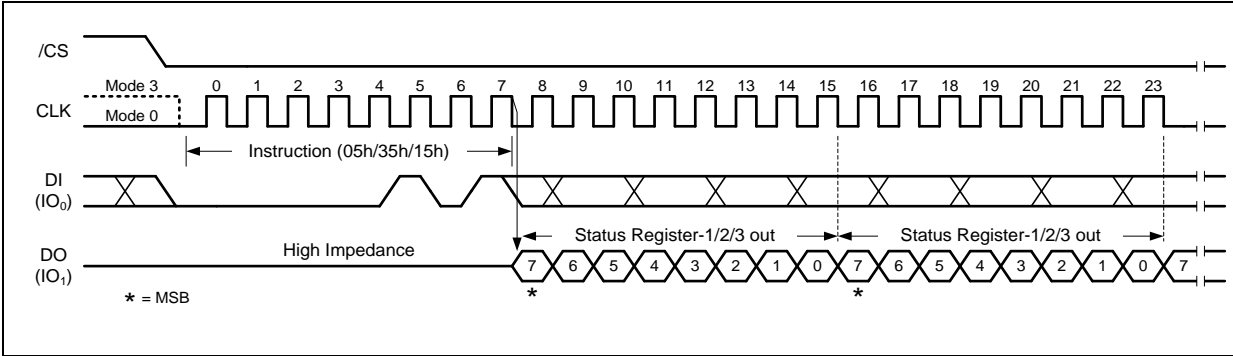 /CS
Mode 3
0 1 2 3 4 5 6 7 8 9 10 11 12 13 14 15 16 17 18 19 20 21 22 23
CLK
Mode 0
Instruction (05h/35h/15h)
DI
(IO₀)
Status Register-1/2/3 out Status Register-1/2/3 out
High Impedance
DO
(IO₁)
7 6 5 4 3 2 1 0 7 6 5 4 3 2 1 0 7
* *
* = MSB